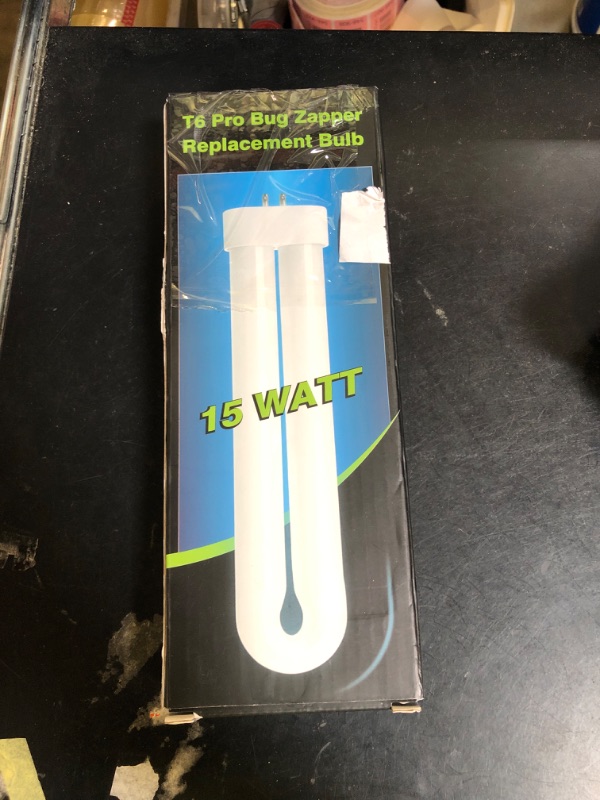 T6 Pro Bug Zapper
Replacement Bulb
15 WATT